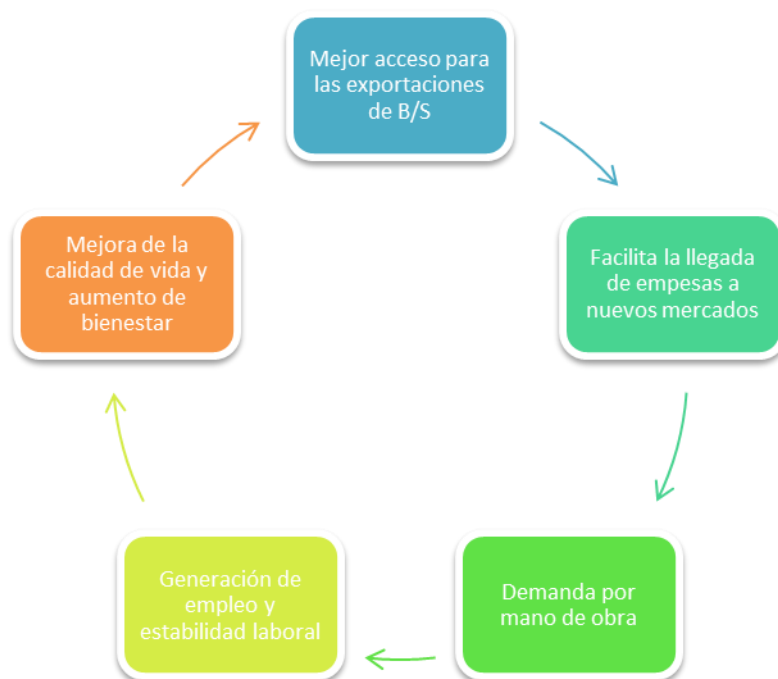 Mejor acceso para
las exportaciones
de B/S
Facilita la llegada
de empesas a
nuevos mercados
Demanda por
mano de obra
Generación de
empleo y
estabilidad laboral
Mejora de la
calidad de vida y
aumento de
bienestar